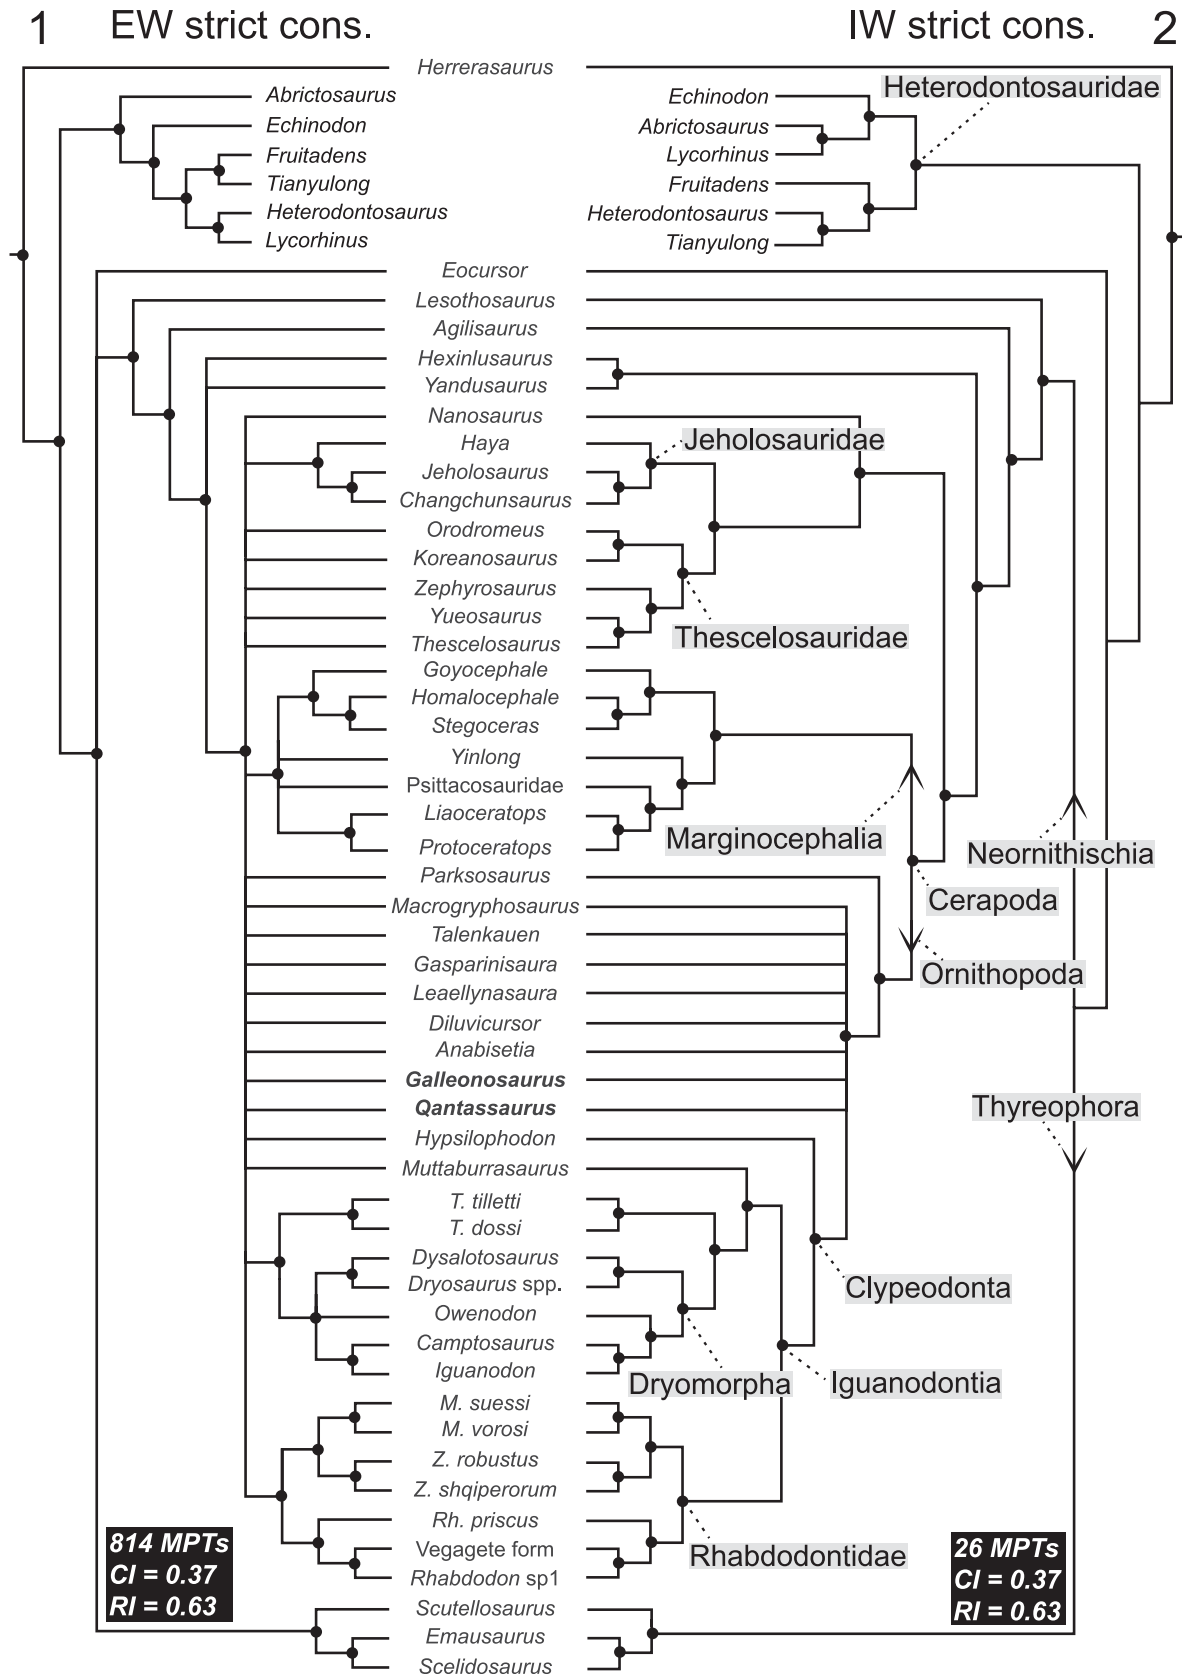 1 EW strict cons. IW strict cons. 2
Herrerasaurus
Heterodontosauridae
Abrictosaurus Echinodon
Echinodon Abrictosaurus
Fruitadens Lycorhinus
Tianyulong Fruitadens
Heterodontosaurus Heterodontosaurus
Lycorhinus Tianyulong
Eocursor
Lesothosaurus
Agilisaurus
Hexinlusaurus
Yandusaurus
Nanosaurus
Haya Jeholosauridae
Jeholosaurus
Changchunsaurus
Orodromeus
Koreanosaurus
Zephyrosaurus
Yueosaurus
Thescelosaurus Thescelosauridae
Goyocephale
Homalocephale
Stegoceras
Yinlong
Psittacosauridae
Liaoceratops
Marginocephalia
Protoceratops Neornithischia
Parksosaurus
Cerapoda
Macrogryphosaurus
Talenkauen
Gasparinisaura Ornithopoda
Leaellynasaura
Diluvicursor
Anabisetia
Galleonosaurus
Qantassaurus Thyreophora
Hypsilophodon
Muttaburrasaurus
T. tilletti
T. dossi
Dysalotosaurus
Dryosaurus spp. Clypeodonta
Owenodon
Camptosaurus
Iguanodon Dryomorpha Iguanodontia
M. suessi
M. vorosi
Z. robustus
Z. shqiperorum
Rh. priscus
814 MPTs Vegagete form Rhabdodontidae 26 MPTs
CI = 0.37 Rhabdodon sp1 CI = 0.37
RI = 0.63 Scutellosaurus RI = 0.63
Emausaurus
Scelidosaurus